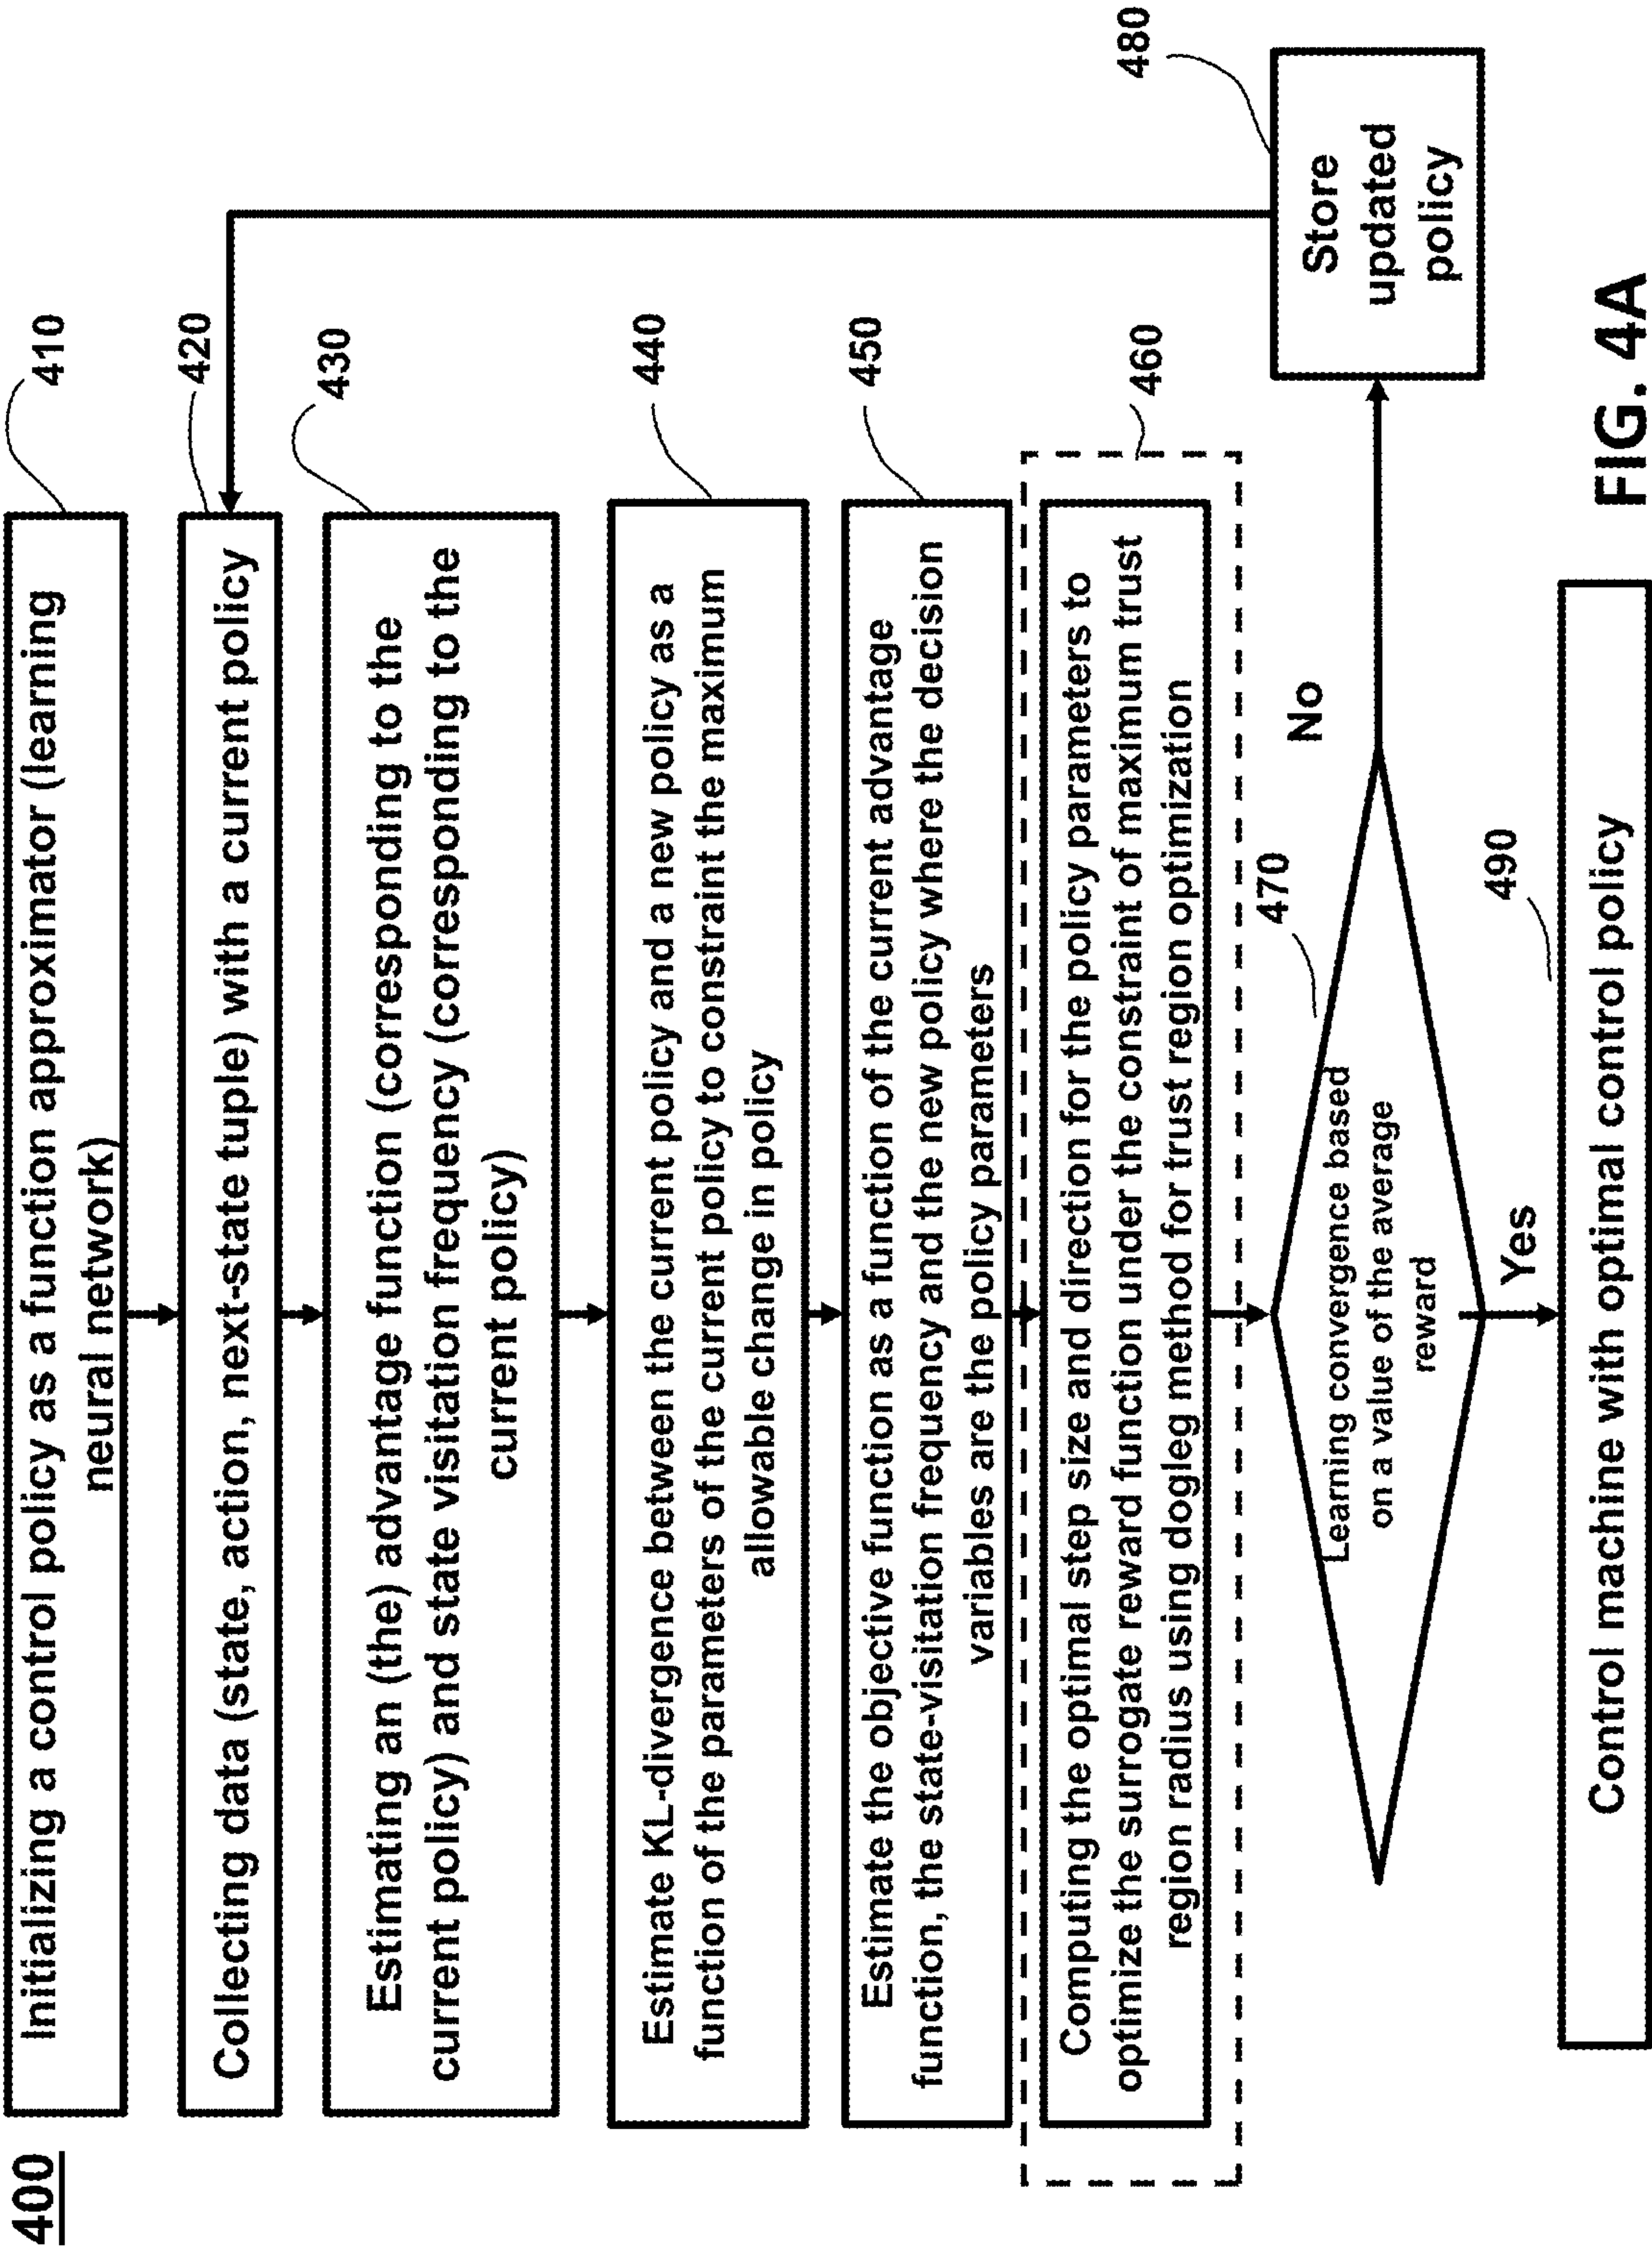 400
Initializing a control policy as a function approximator (learning
neural network)
410
Collecting data (state, action, next-state tuple) with a current policy
420
Estimating an (the) advantage function (corresponding to the
current policy) and state visitation frequency (corresponding to the
current policy)
430
Estimate KL-divergence between the current policy and a new policy as a
function of the parameters of the current policy to constraint the maximum
allowable change in policy
440
Estimate the objective function as a function of the current advantage
function, the state-visitation frequency and the new policy where the decision
variables are the policy parameters
450
Computing the optimal step size and direction for the policy parameters to
optimize the surrogate reward function under the constraint of maximum trust
region radius using dogleg method for trust region optimization
460
Learning convergence based
on a value of the average
reward
470
No
Store
updated
policy
480
Yes
490
Control machine with optimal control policy
FIG. 4A